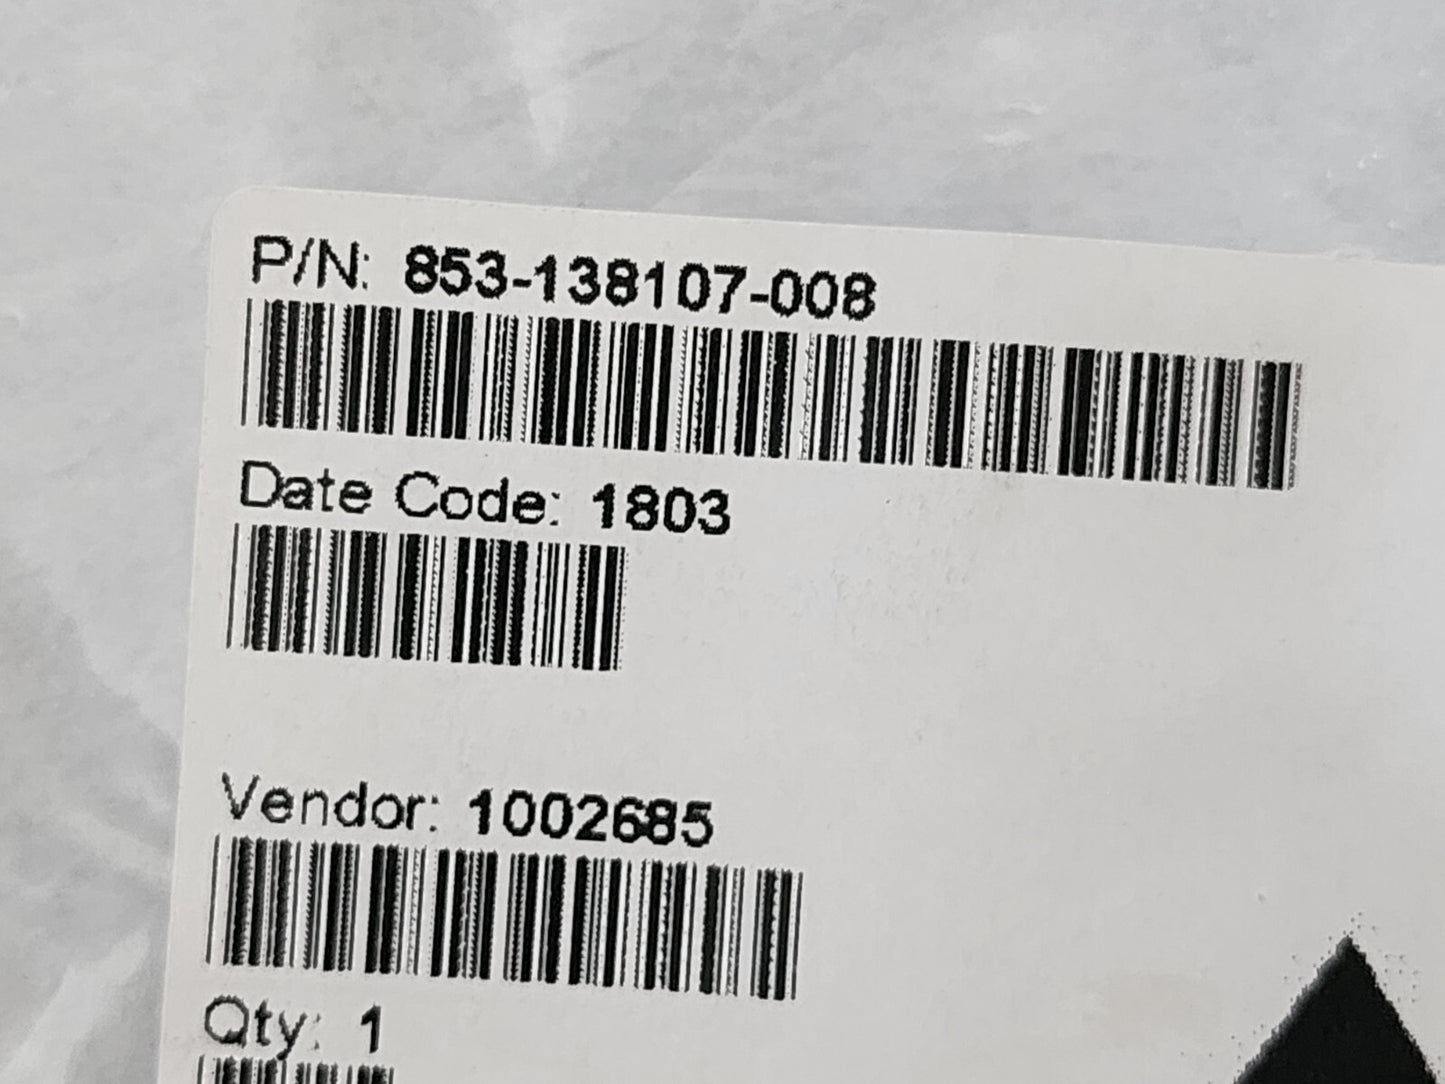 P/N: 853-138107-008
Date Code: 1803
Vendor: 1002685
Qty: 1